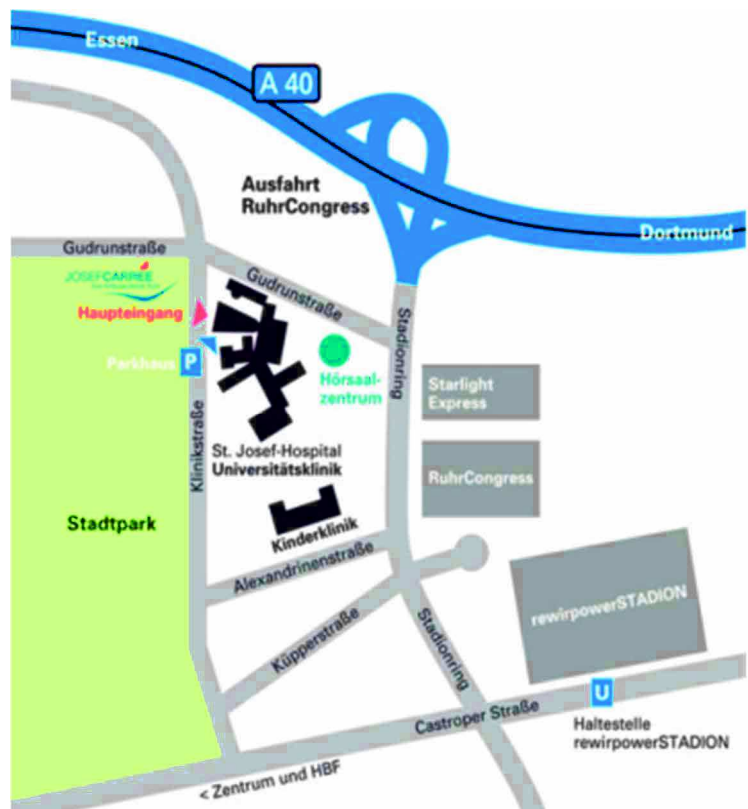 Essen
A 40
Ausfahrt
RuhrCongress
Dortmund
Gudrunstraße
JOSEFCARRÉE
Haupteingang
Gudrunstraße
Stadionring
Parkhaus
P
Hörsaal-
zentrum
Starlight
Express
Klinikstraße
St. Josef-Hospital
Universitätsklinik
RuhrCongress
Stadtpark
Kinderklinik
Alexandrinenstraße
Küpperstraße
rewirpowerSTADION
Stadionring
U
Castroper Straße
Haltestelle
rewirpowerSTADION
< Zentrum und HBF